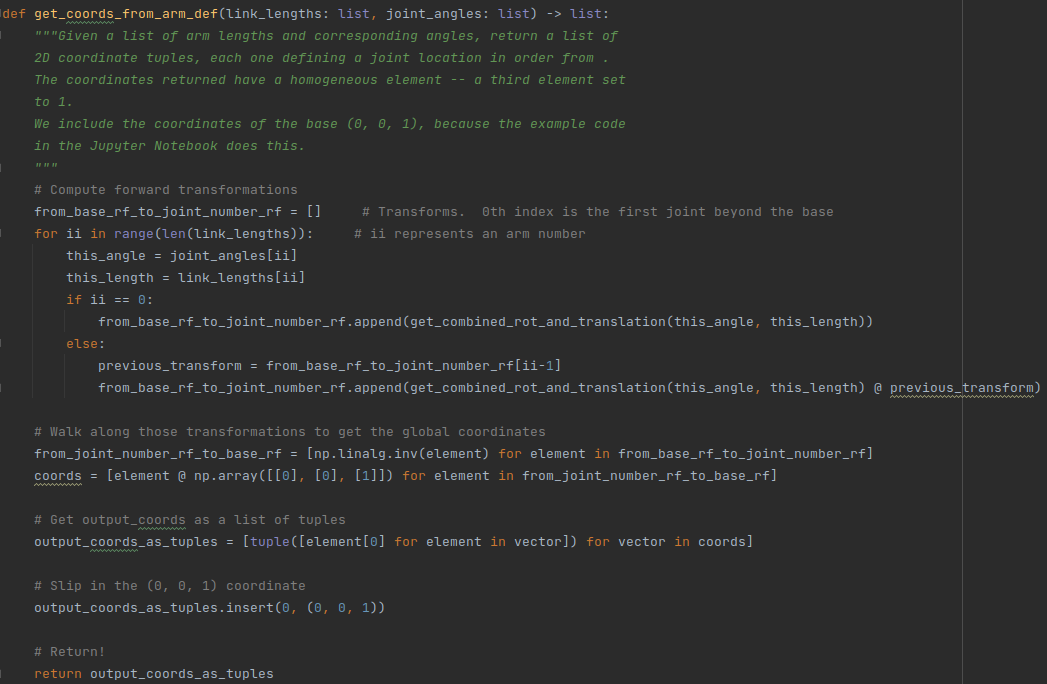 def get_coords_from_arm_def(link_lengths: list, joint_angles: list) -> list:
    """Given a list of arm lengths and corresponding angles, return a list of
    2D coordinate tuples, each one defining a joint location in order from .
    The coordinates returned have a homogeneous element -- a third element set
    to 1.
    We include the coordinates of the base (0, 0, 1), because the example code
    in the Jupyter Notebook does this.
    """
    # Compute forward transformations
    from_base_rf_to_joint_number_rf = []     # Transforms.  0th index is the first joint beyond the base
    for ii in range(len(link_lengths)):     # ii represents an arm number
        this_angle = joint_angles[ii]
        this_length = link_lengths[ii]
        if ii == 0:
            from_base_rf_to_joint_number_rf.append(get_combined_rot_and_translation(this_angle, this_length))
        else:
            previous_transform = from_base_rf_to_joint_number_rf[ii-1]
            from_base_rf_to_joint_number_rf.append(get_combined_rot_and_translation(this_angle, this_length) @ previous_transform)
    # Walk along those transformations to get the global coordinates
    from_joint_number_rf_to_base_rf = [np.linalg.inv(element) for element in from_base_rf_to_joint_number_rf]
    coords = [element @ np.array([[0], [0], [1]]) for element in from_joint_number_rf_to_base_rf]
    # Get output_coords as a list of tuples
    output_coords_as_tuples = [tuple([element[0] for element in vector]) for vector in coords]
    # Slip in the (0, 0, 1) coordinate
    output_coords_as_tuples.insert(0, (0, 0, 1))
    # Return!
    return output_coords_as_tuples